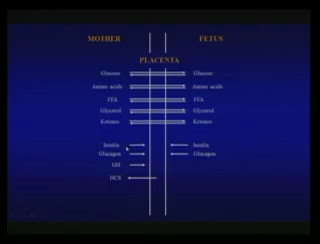 MOTHER FETUS
PLACENTA
Glucose Glucose
Amino acids Amino acids
FFA FFA
Glycerol Glycerol
Ketones Ketones
Insulin Insulin
Glucagon Glucagon
GH
HCS